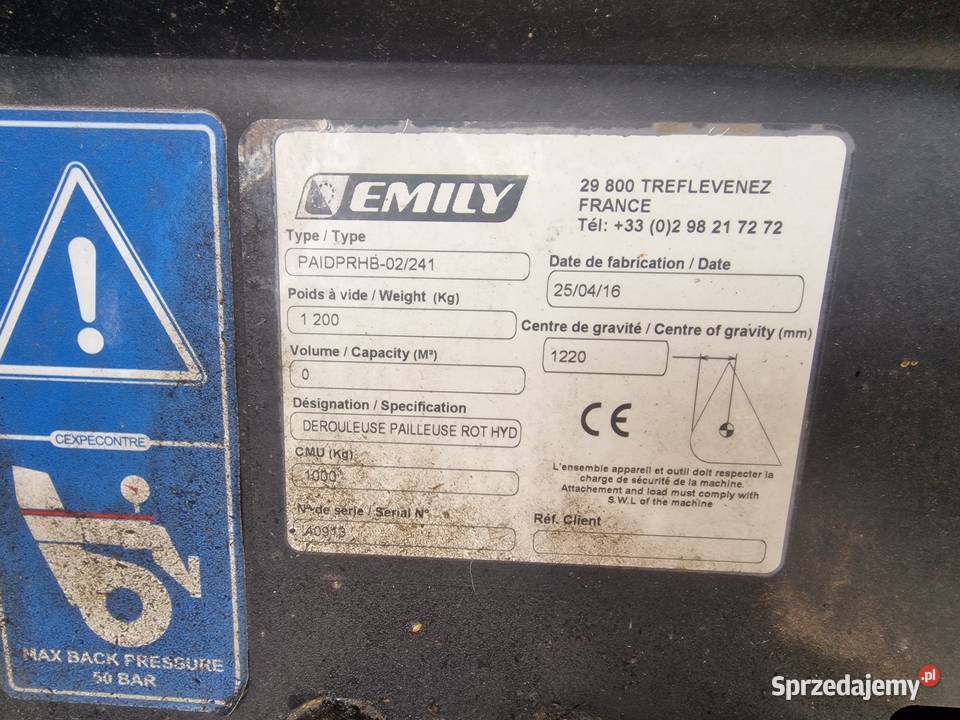 EMILY
29 800 TREFLEVENEZ
FRANCE
Tél: +33 (0)2 98 21 72 72
Type / Type
PAIDPRHB-02/241
Date de fabrication / Date
25/04/16
Poids à vide / Weight (Kg)
1 200
Centre de gravité / Centre of gravity (mm)
1220
Volume / Capacity (M³)
0
Désignation / Specification
DEROULEUSE PAILLEUSE ROT HYD
CMU (Kg)
1000
N° de série / Serial N°
A0913
CE
L'ensemble appareil et outil doit respecter la
charge de sécurité de la machine.
Attachement and load must comply with
S.W.L of the machine
Réf. Client
!
CEXPECONTRE
MAX BACK PRESSURE
50 BAR
Sprzedajemy.pl